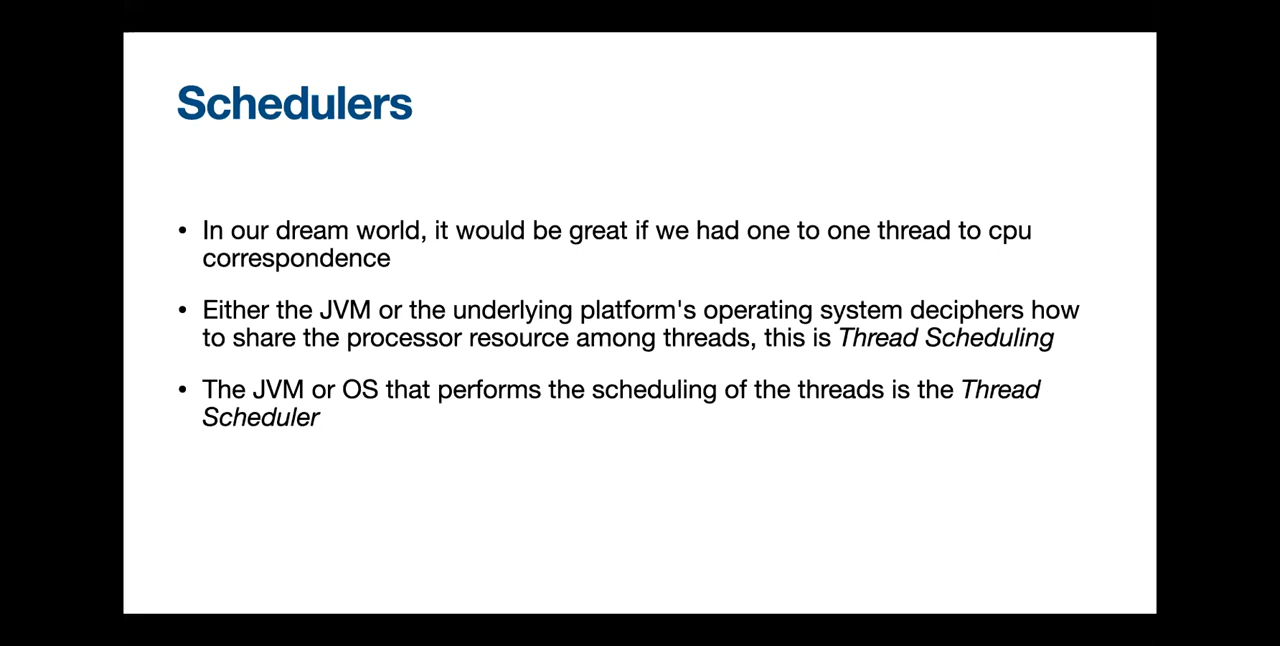 Schedulers
• In our dream world, it would be great if we had one to one thread to cpu
correspondence
• Either the JVM or the underlying platform's operating system deciphers how
to share the processor resource among threads, this is Thread Scheduling
• The JVM or OS that performs the scheduling of the threads is the Thread
Scheduler